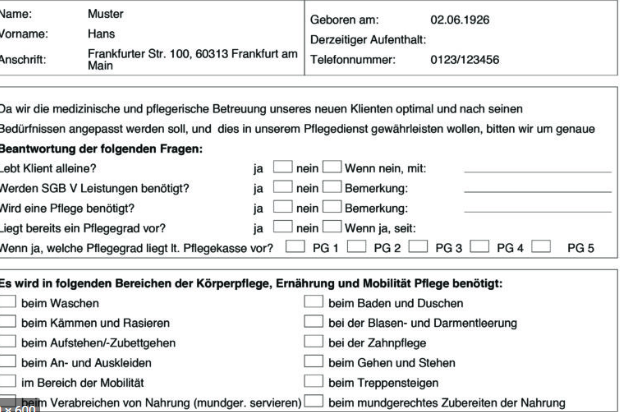 Name: Muster
Vorname: Hans
Anschrift: Frankfurter Str. 100, 60313 Frankfurt am
Main
Geboren am: 02.06.1926
Derzeitiger Aufenthalt:
Telefonnummer: 0123/123456
Da wir die medizinische und pflegerische Betreuung unseres neuen Klienten optimal und nach seinen
Bedürfnissen angepasst werden soll, und dies in unserem Pflegedienst gewährleisten wollen, bitten wir um genaue
Beantwortung der folgenden Fragen:
Lebt Klient alleine? ja nein Wenn nein, mit:
Werden SGB V Leistungen benötigt? ja nein Bemerkung:
Wird eine Pflege benötigt? ja nein Bemerkung:
Liegt bereits ein Pflegegrad vor? ja nein Wenn ja, seit:
Wenn ja, welche Pflegegrad liegt lt. Pflegekasse vor? PG 1 PG 2 PG 3 PG 4 PG 5
Es wird in folgenden Bereichen der Körperpflege, Ernährung und Mobilität Pflege benötigt:
beim Waschen beim Baden und Duschen
beim Kämmen und Rasieren bei der Blasen- und Darmentleerung
beim Aufstehen/-Zubettgehen bei der Zahnpflege
beim An- und Auskleiden beim Gehen und Stehen
im Bereich der Mobilität beim Treppensteigen
beim Verabreichen von Nahrung (mundger. servieren) beim mundgerechtes Zubereiten der Nahrung
× 600